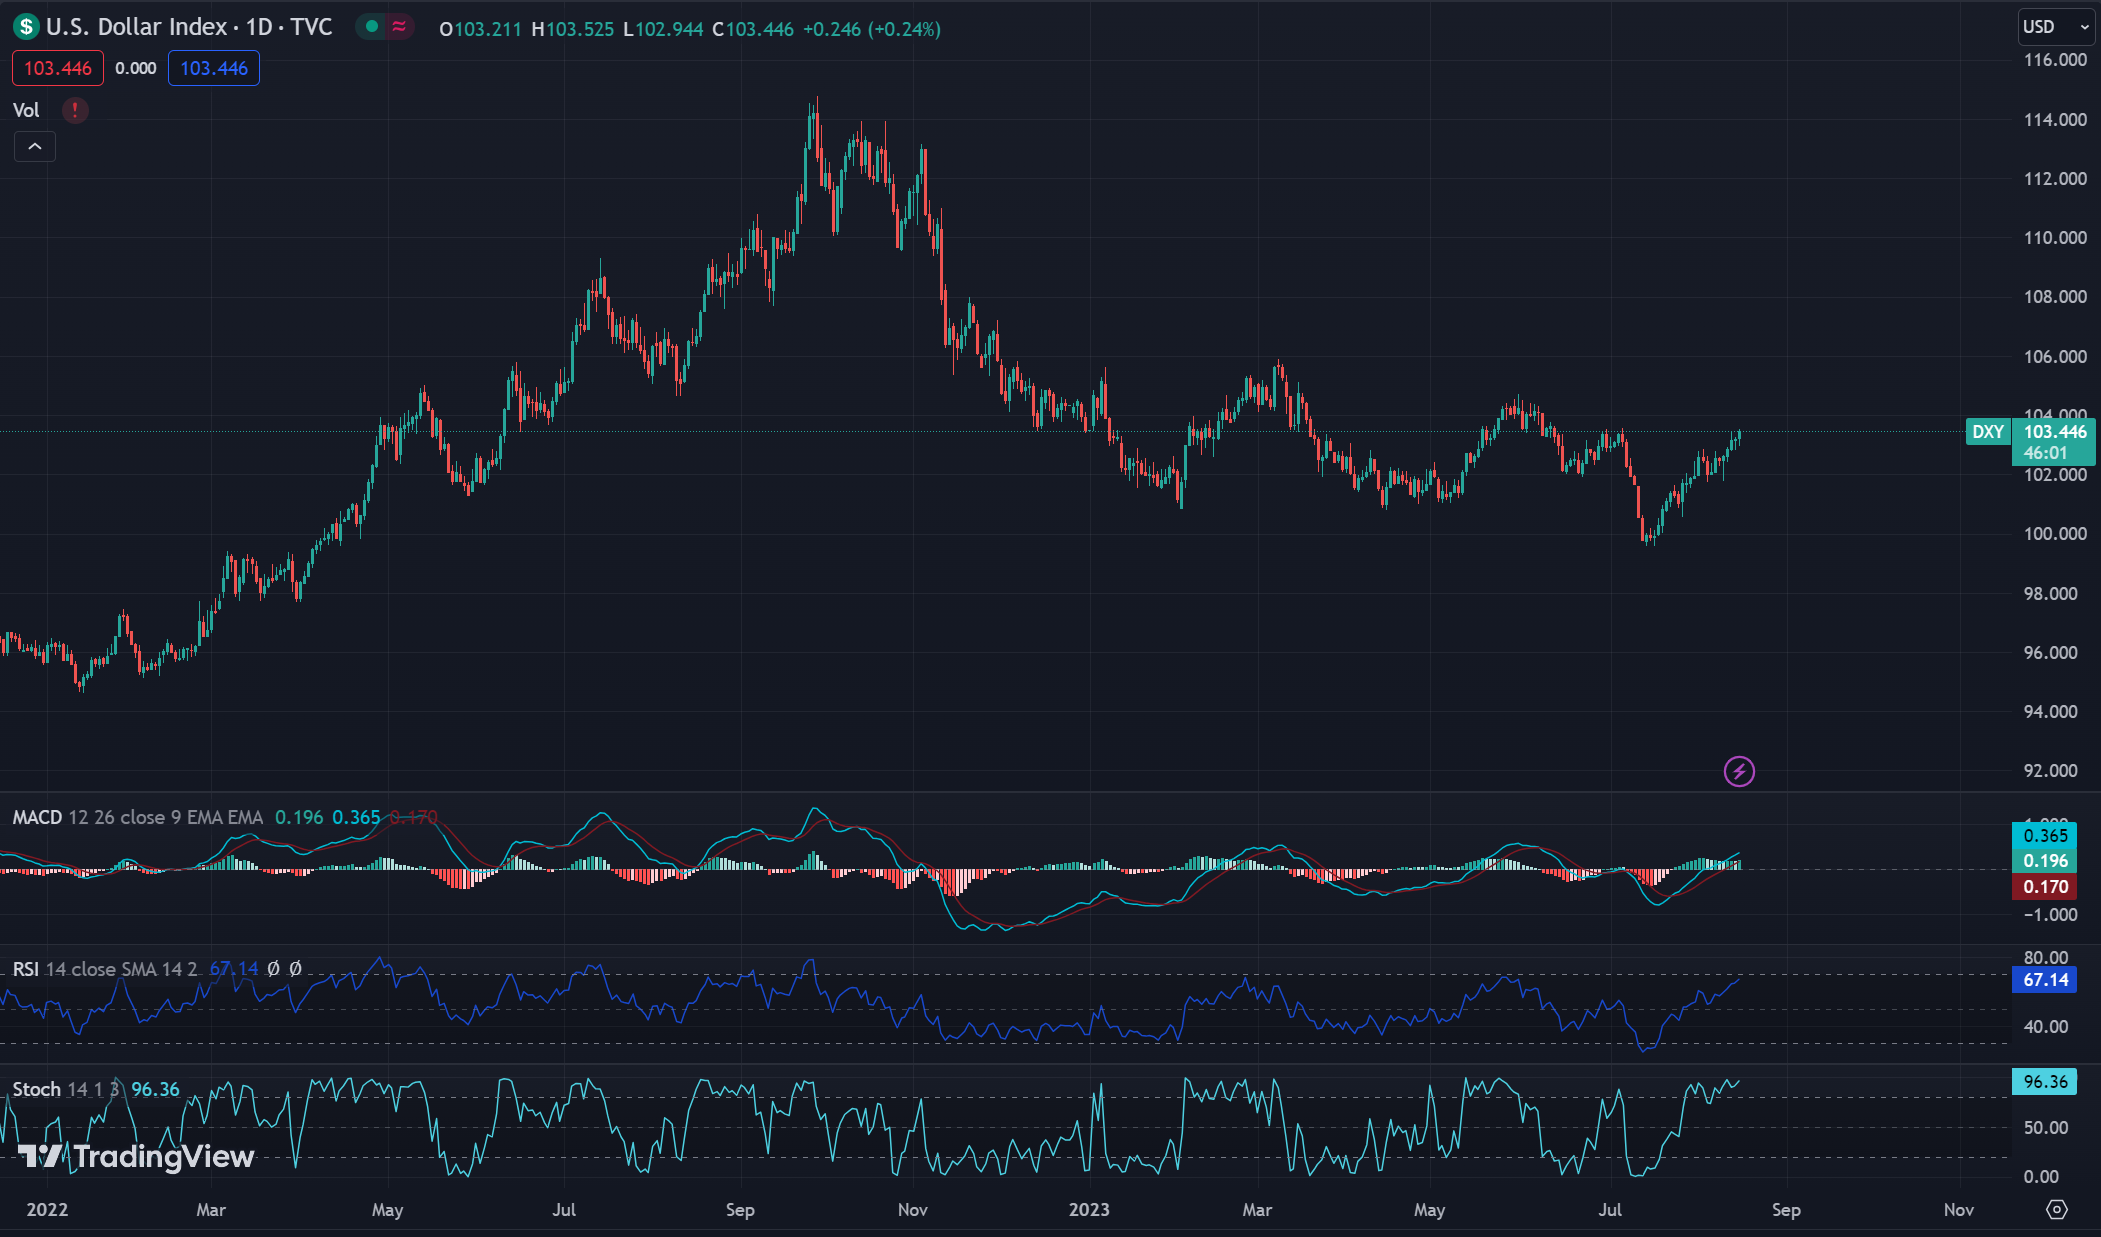 U.S. Dollar Index · 1D · TVC O103.211 H103.525 L102.944 C103.446 +0.246 (+0.24%)
USD
103.446 0.000 103.446
Vol !
116.000
114.000
112.000
110.000
108.000
106.000
104.000
DXY 103.446
46:01
102.000
100.000
98.000
96.000
94.000
92.000
MACD 12 26 close 9 EMA EMA 0.196 0.365 0.170
1.000
0.365
0.196
0.170
−1.000
RSI 14 close SMA 14 2 67.14 Ø Ø
80.00
67.14
40.00
Stoch 14 1 3 96.36
96.36
50.00
TradingView
0.00
2022 Mar May Jul Sep Nov 2023 Mar May Jul Sep Nov